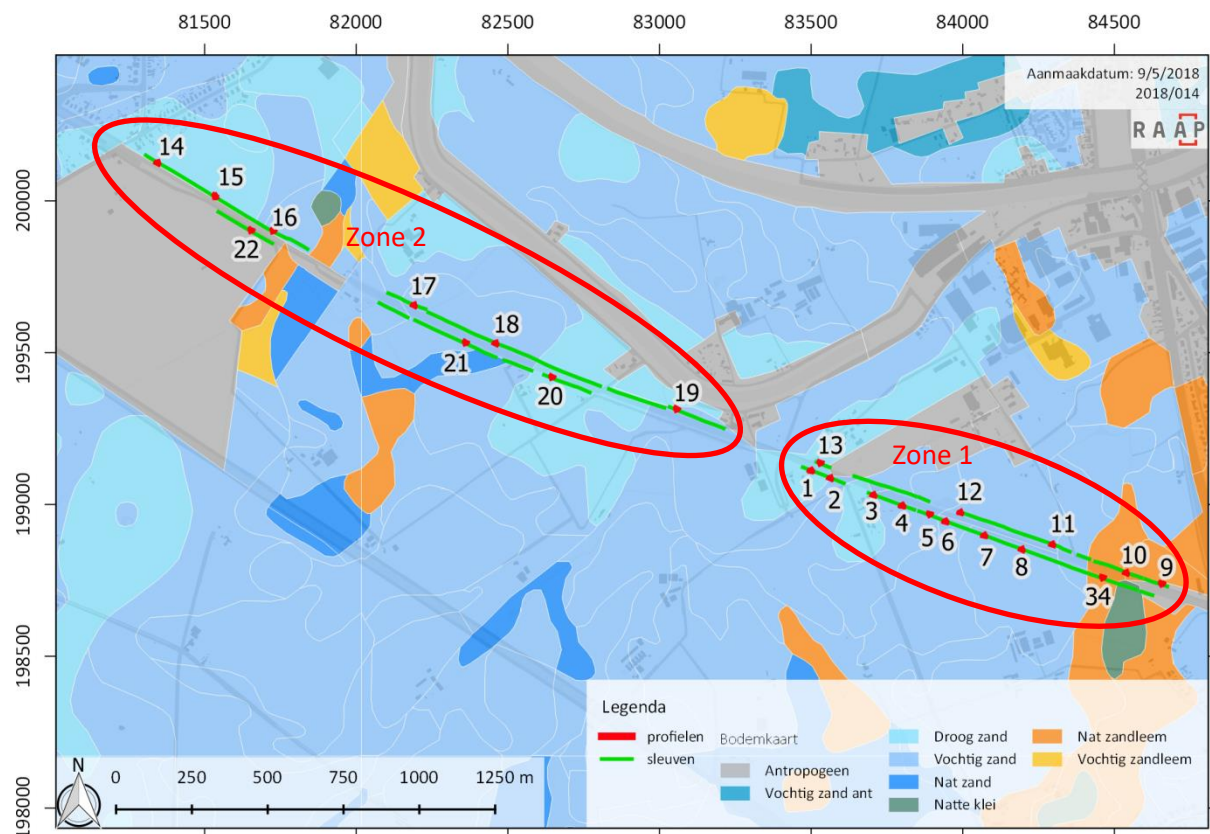 81500 82000 82500 83000 83500 84000 84500
Aanmaakdatum: 9/5/2018
2018/014
RAAP
200000
199500
199000
198500
198000
14
15
16
22
Zone 2
17
18
21
20
19
13
Zone 1
1
2
3
4
5
6
12
7
8
11
10
9
34
Legenda
profielen
sleuven
Bodemkaart
Antropogeen
Vochtig zand ant
Droog zand
Vochtig zand
Nat zand
Natte klei
Nat zandleem
Vochtig zandleem
N
0 250 500 750 1000 1250 m